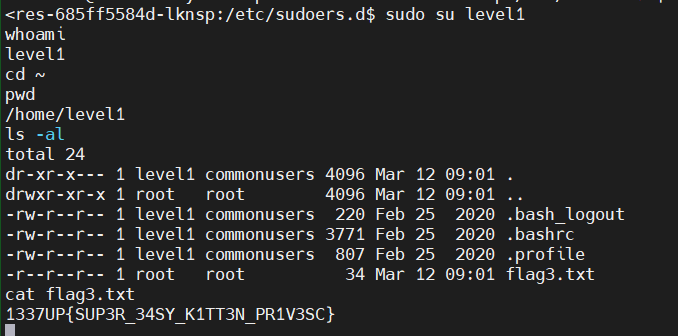 <res-685ff5584d-lknsp:/etc/sudoers.d$ sudo su level1
whoami
level1
cd ~
pwd
/home/level1
ls -al
total 24
dr-xr-x--- 1 level1 commonusers 4096 Mar 12 09:01 .
drwxr-xr-x 1 root   root        4096 Mar 12 09:01 ..
-rw-r--r-- 1 level1 commonusers  220 Feb 25  2020 .bash_logout
-rw-r--r-- 1 level1 commonusers 3771 Feb 25  2020 .bashrc
-rw-r--r-- 1 level1 commonusers  807 Feb 25  2020 .profile
-r--r--r-- 1 root   root          34 Mar 12 09:01 flag3.txt
cat flag3.txt
1337UP{SUP3R_34SY_K1TT3N_PR1V3SC}